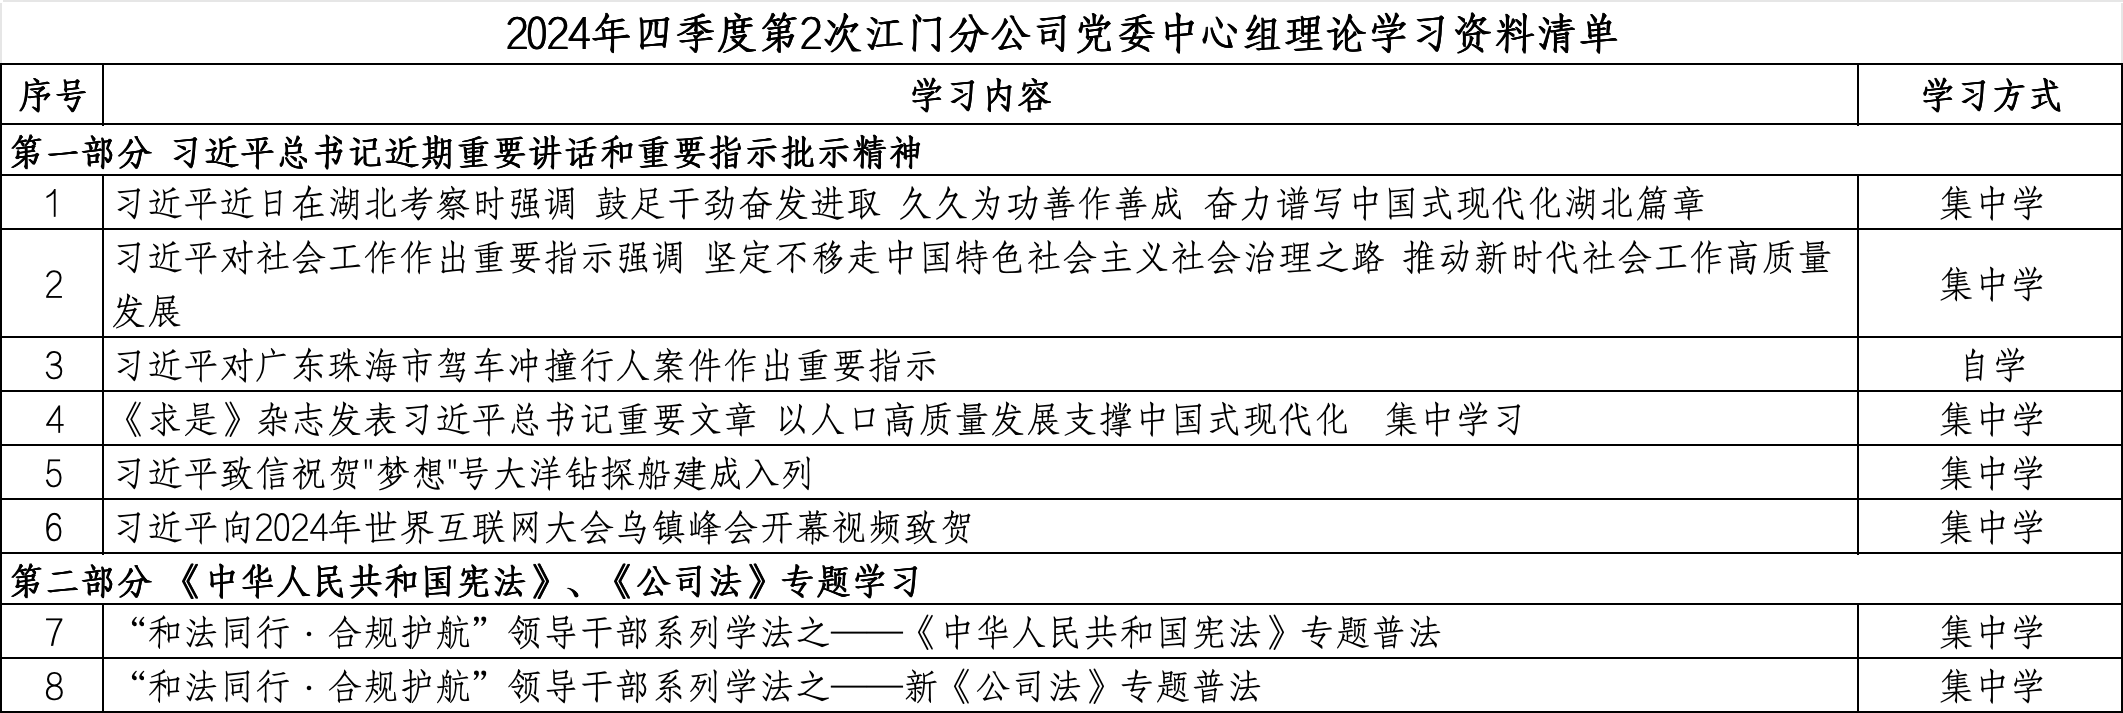 2024年四季度第2次江门分公司党委中心组理论学习资料清单
序号 学习内容 学习方式
第一部分 习近平总书记近期重要讲话和重要指示批示精神
1 习近平近日在湖北考察时强调 鼓足干劲奋发进取 久久为功善作善成 奋力谱写中国式现代化湖北篇章 集中学
2 习近平对社会工作作出重要指示强调 坚定不移走中国特色社会主义社会治理之路 推动新时代社会工作高质量
发展 集中学
3 习近平对广东珠海市驾车冲撞行人案件作出重要指示 自学
4 《求是》杂志发表习近平总书记重要文章 以人口高质量发展支撑中国式现代化 集中学习 集中学
5 习近平致信祝贺"梦想"号大洋钻探船建成入列 集中学
6 习近平向2024年世界互联网大会乌镇峰会开幕视频致贺 集中学
第二部分 《中华人民共和国宪法》、《公司法》专题学习
7 “和法同行·合规护航”领导干部系列学法之——《中华人民共和国宪法》专题普法 集中学
8 “和法同行·合规护航”领导干部系列学法之——新《公司法》专题普法 集中学